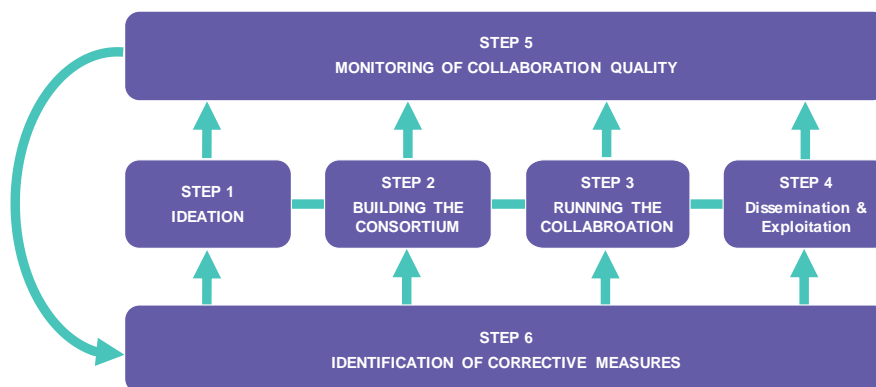 STEP 5
MONITORING OF COLLABORATION QUALITY
STEP 1
IDEATION
STEP 2
BUILDING THE
CONSORTIUM
STEP 3
RUNNING THE
COLLABROATION
STEP 4
Dissemination &
Exploitation
STEP 6
IDENTIFICATION OF CORRECTIVE MEASURES